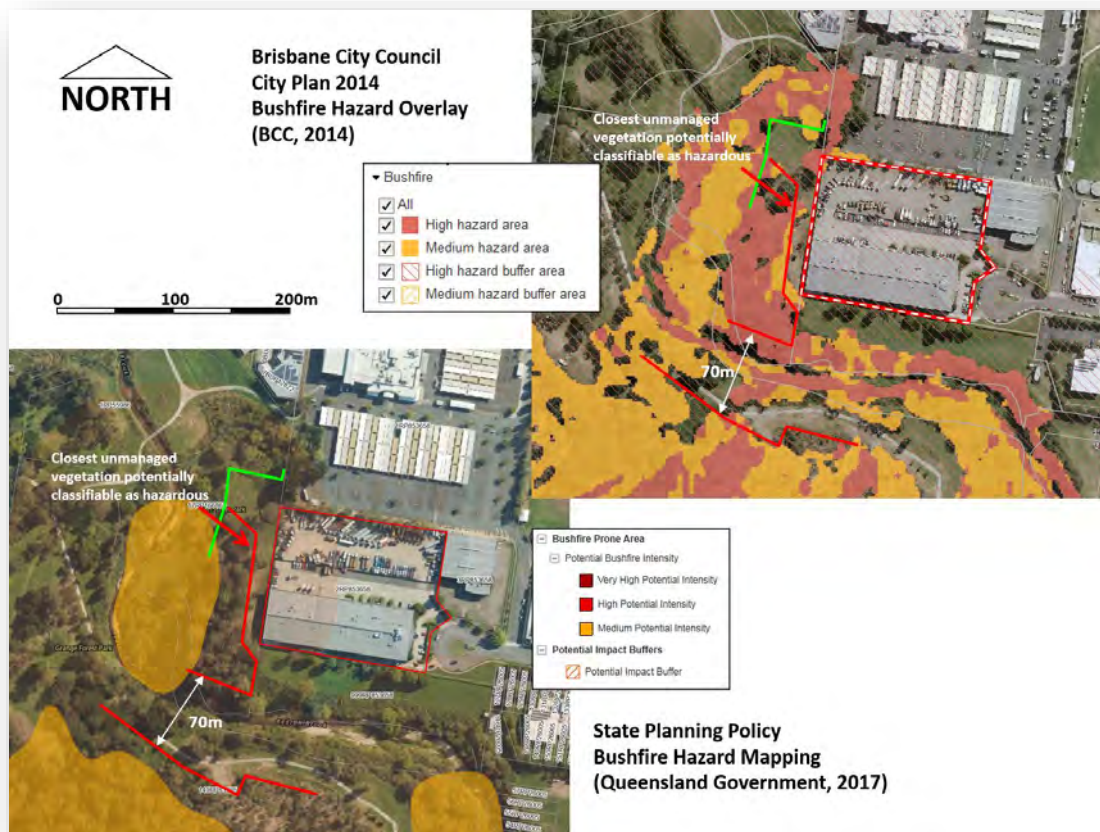 NORTH
Brisbane City Council
City Plan 2014
Bushfire Hazard Overlay
(BCC, 2014)
Bushfire
All
High hazard area
Medium hazard area
High hazard buffer area
Medium hazard buffer area
0 100 200m
Closest unmanaged
vegetation potentially
classifiable as hazardous
70m
Closest unmanaged
vegetation potentially
classifiable as hazardous
Grange Forest Park
70m
Bushfire Prone Area
Potential Bushfire Intensity
Very High Potential Intensity
High Potential Intensity
Medium Potential Intensity
Potential Impact Buffers
Potential Impact Buffer
State Planning Policy
Bushfire Hazard Mapping
(Queensland Government, 2017)